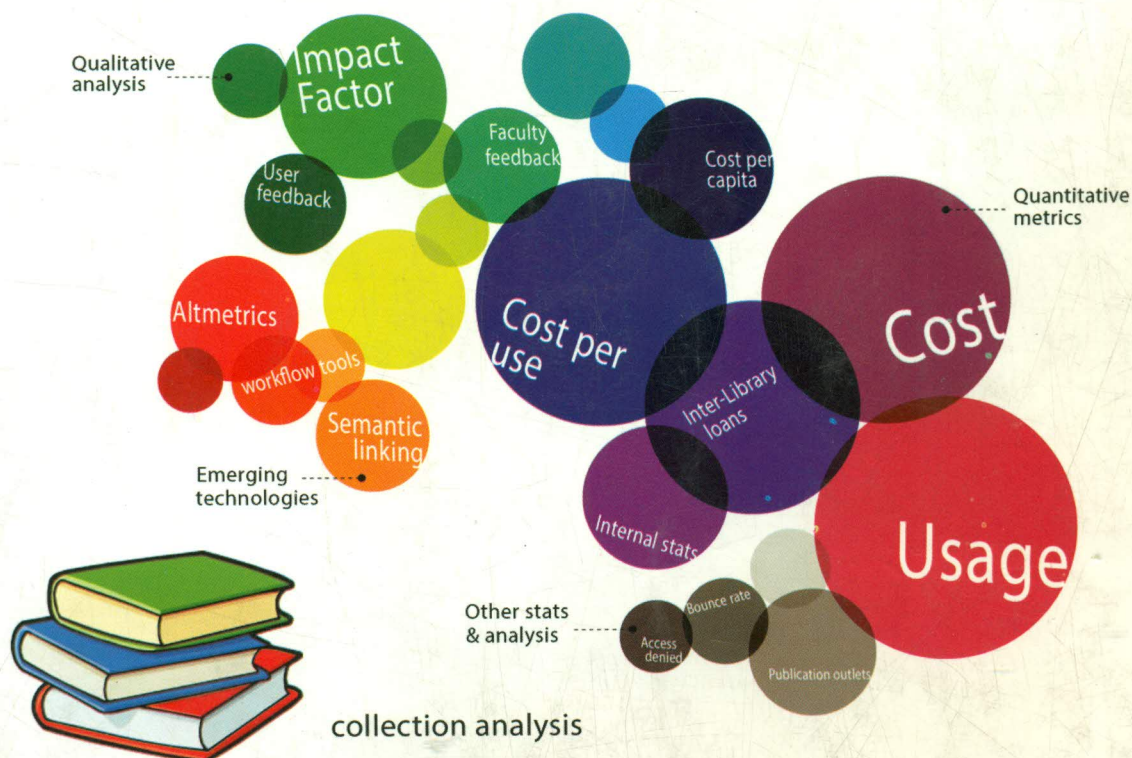 Qualitative
analysis
Impact
Factor
Faculty
feedback
User
feedback
Cost per
capita
Quantitative
metrics
Altmetrics
workflow tools
Semantic
linking
Emerging
technologies
Cost per
use
Cost
Inter-Library
loans
Internal stats
Usage
Other stats
& analysis
Access
denied
Bounce rate
Publication outlets
collection analysis